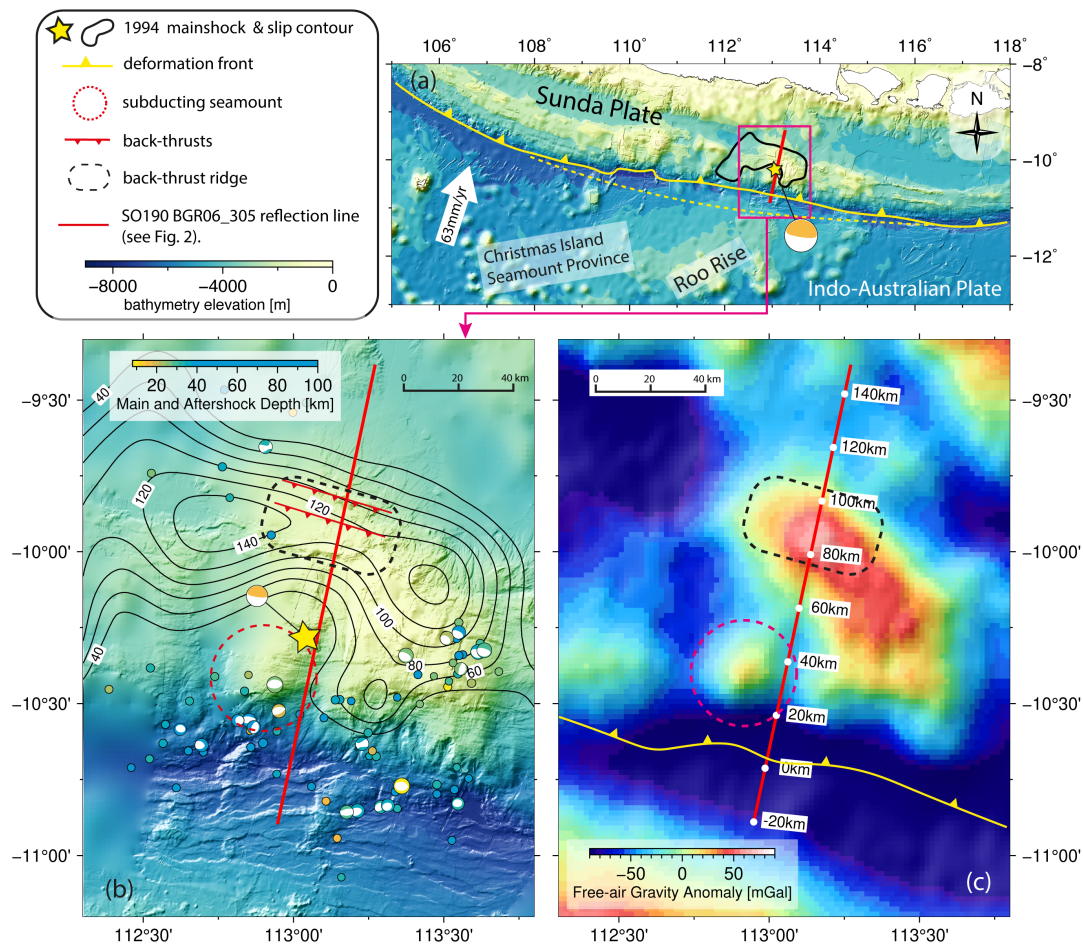 1994 mainshock & slip contour
deformation front
subducting seamount
back-thrusts
back-thrust ridge
SO190 BGR06_305 reflection line
(see Fig. 2).
−8000 −4000 0
bathymetry elevation [m]
106° 108° 110° 112° 114° 116° 118°
−8°
−10°
−12°
(a)
Sunda Plate
N
63mm/yr
Christmas Island
Seamount Province
Roo Rise
Indo-Australian Plate
20 40 60 80 100
Main and Aftershock Depth [km]
0 20 40 km
40
120
140
120
100
80
60
40
−9°30'
−10°00'
−10°30'
−11°00'
(b)
112°30' 113°00' 113°30'
0 20 40 km
140km
120km
100km
80km
60km
40km
20km
0km
-20km
−50 0 50
Free-air Gravity Anomaly [mGal]
(c)
−9°30'
−10°00'
−10°30'
−11°00'
112°30' 113°00' 113°30'